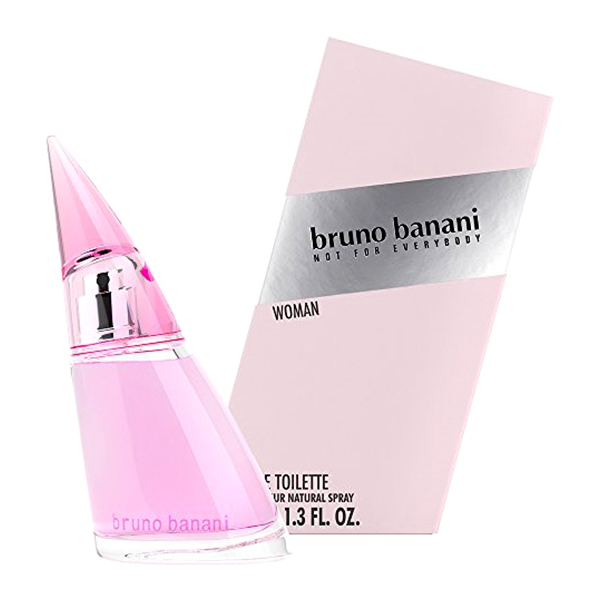 bruno banani
NOT FOR EVERYBODY
WOMAN
E TOILETTE
UR NATURAL SPRAY
1.3 FL. OZ.
bruno banani